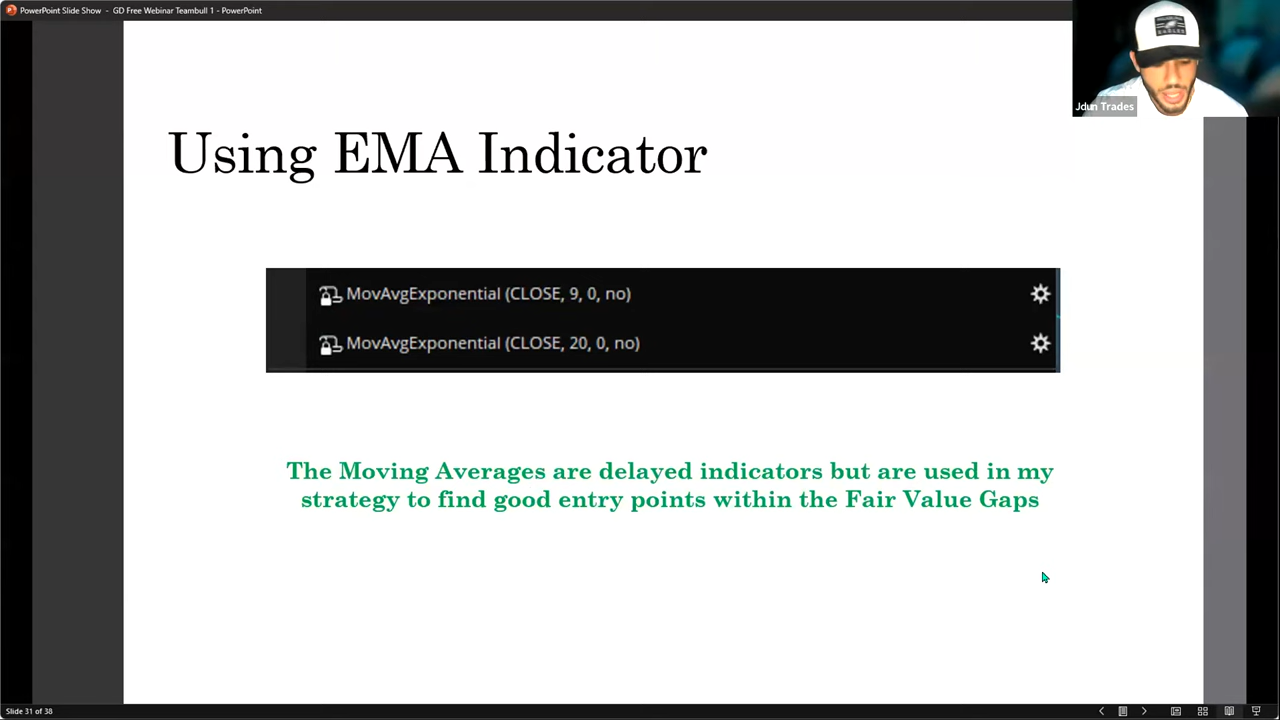 PowerPoint Slide Show - GD Free Webinar Teambull 1 - PowerPoint
PHILADELPHIA
EAGLES
Jdun Trades
Using EMA Indicator
MovAvgExponential (CLOSE, 9, 0, no)
MovAvgExponential (CLOSE, 20, 0, no)
The Moving Averages are delayed indicators but are used in my
strategy to find good entry points within the Fair Value Gaps
Slide 31 of 38